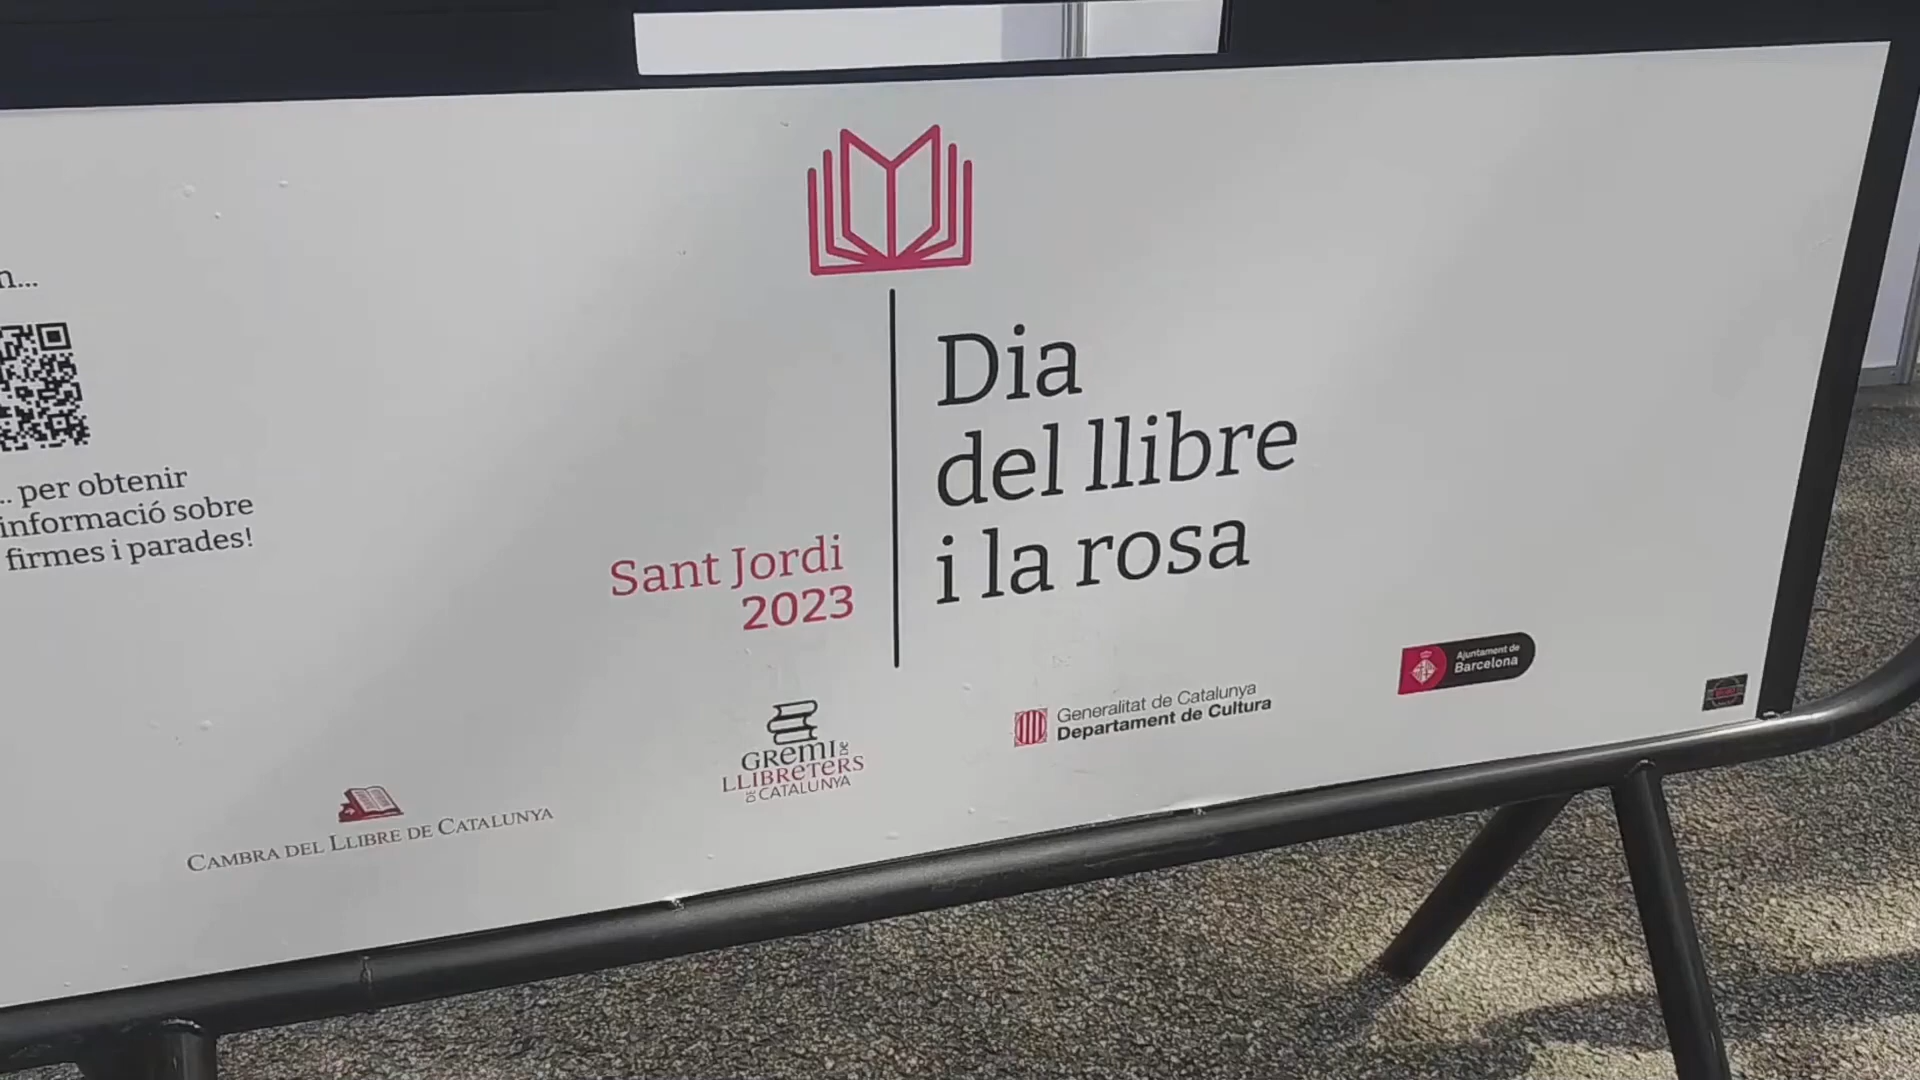 n...
... per obtenir
informació sobre
firmes i parades!
Sant Jordi
2023
Dia
del llibre
i la rosa
CAMBRA DEL LLIBRE DE CATALUNYA
GREMI DE
LLIBRETERS
DE CATALUNYA
Generalitat de Catalunya
Departament de Cultura
Ajuntament de
Barcelona